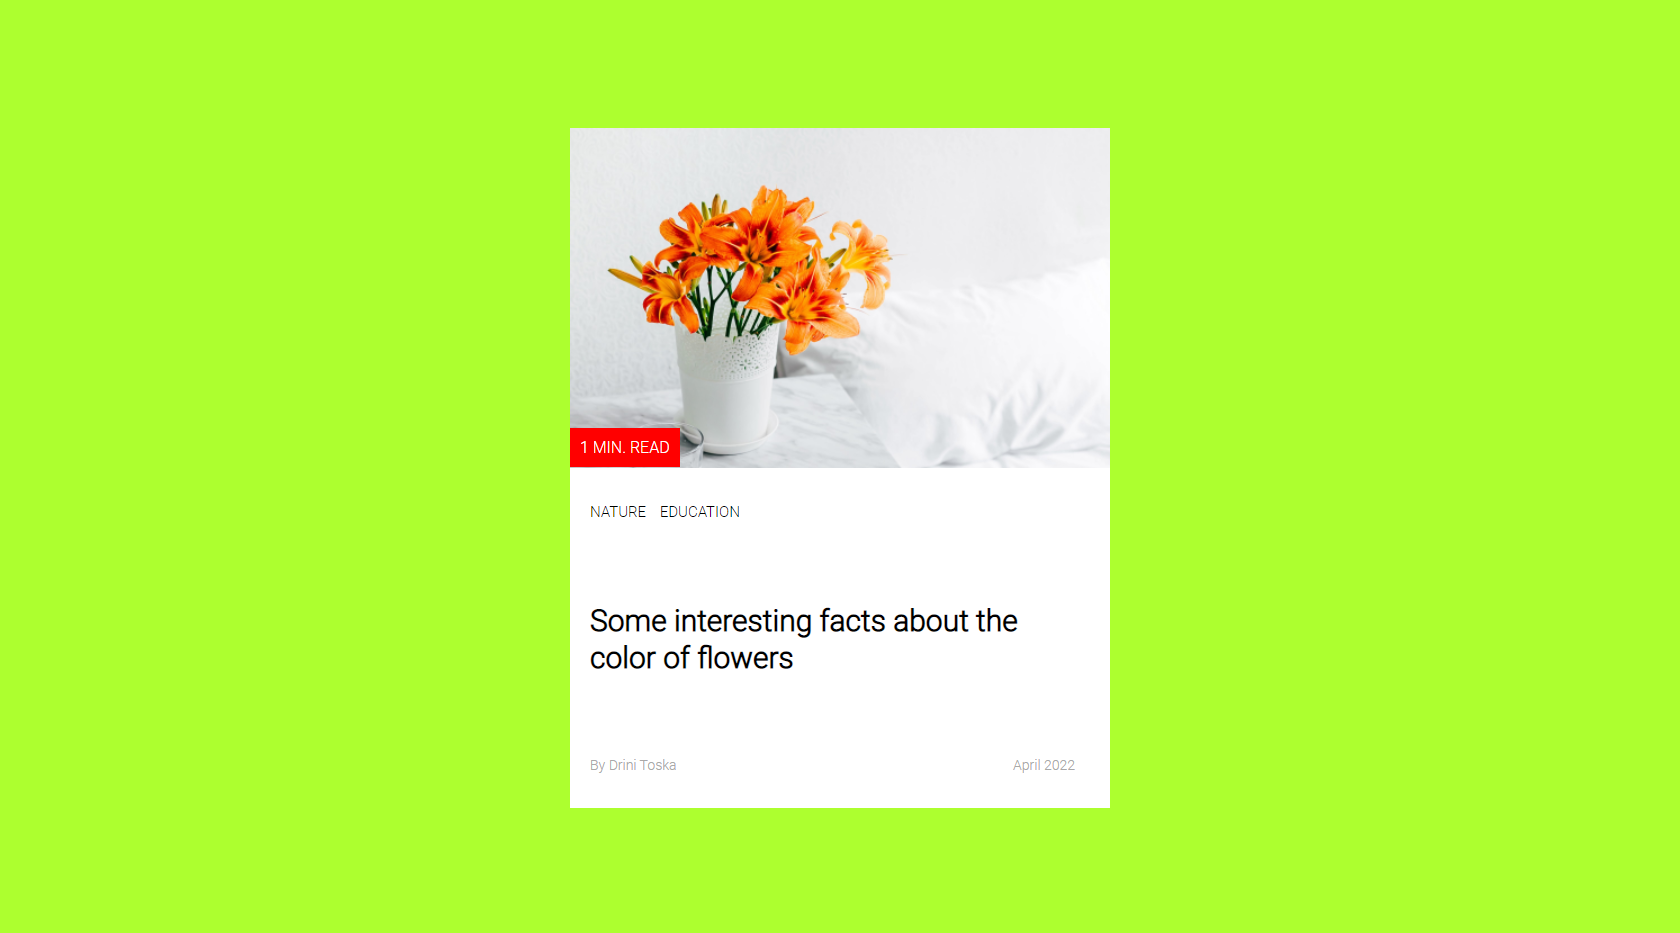 1 MIN. READ
NATURE EDUCATION
Some interesting facts about the
color of flowers
By Drini Toska April 2022